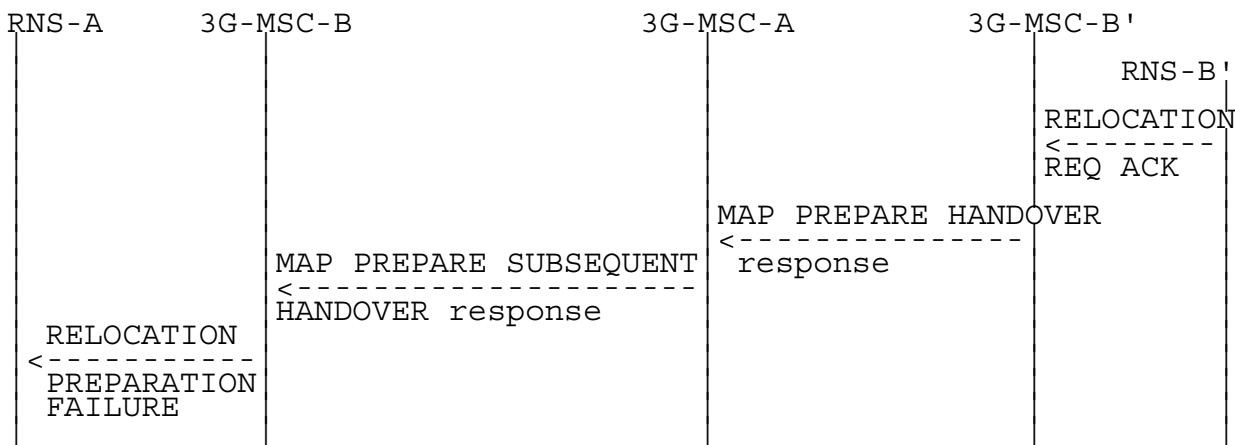 RNS-A 3G-MSC-B 3G-MSC-A 3G-MSC-B'
RNS-B'
RELOCATION
REQ ACK
MAP PREPARE HANDOVER
response
MAP PREPARE SUBSEQUENT
HANDOVER response
RELOCATION
PREPARATION
FAILURE